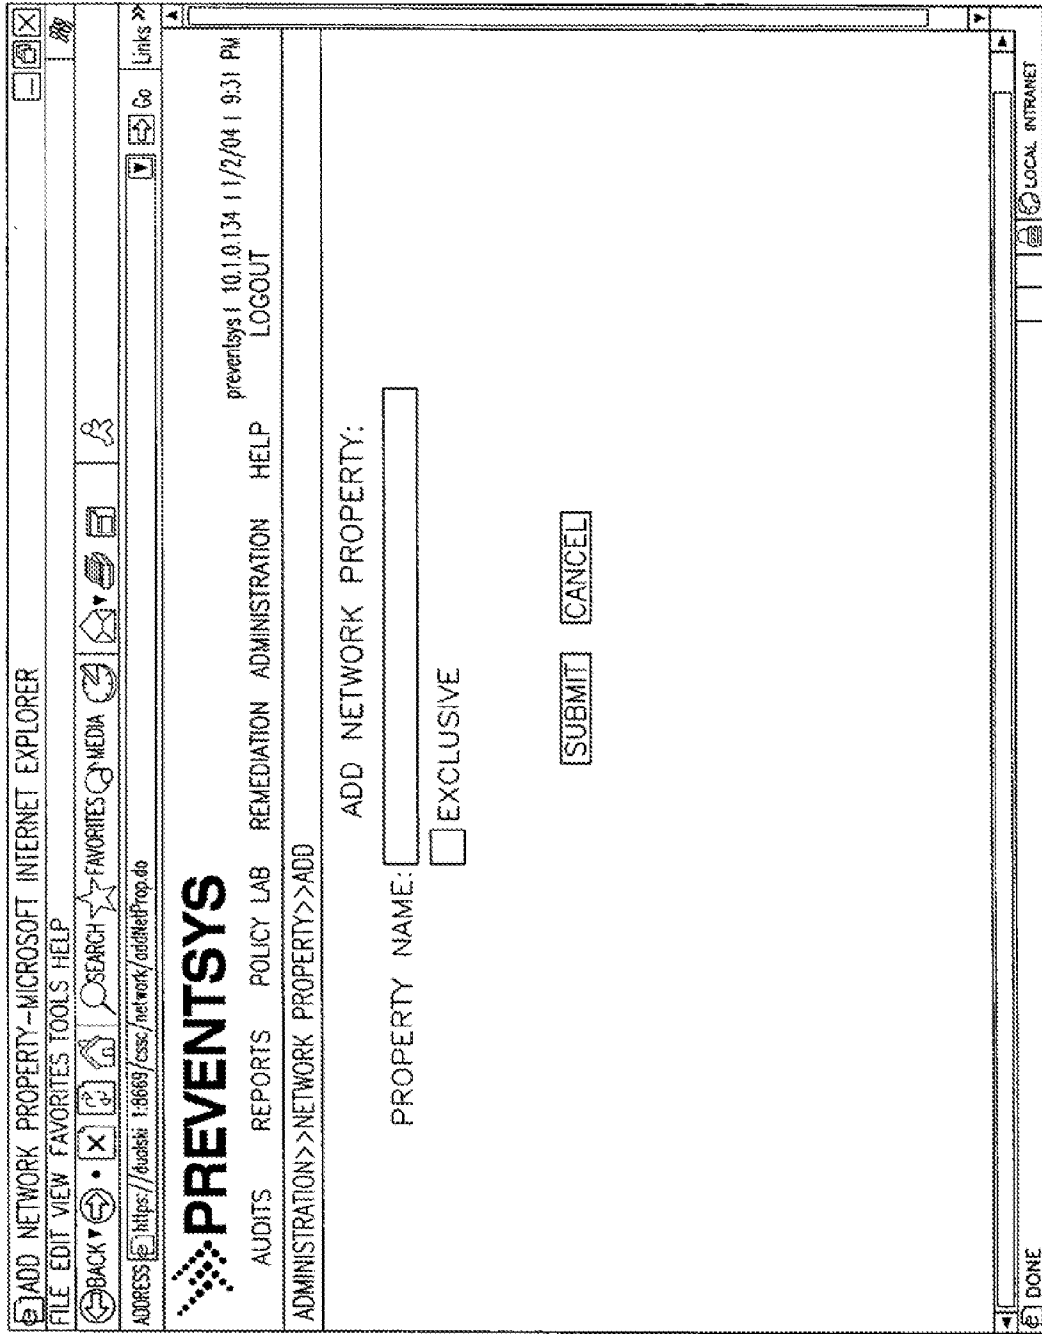 ADD NETWORK PROPERTY-MICROSOFT INTERNET EXPLORER
FILE EDIT VIEW FAVORITES TOOLS HELP
BACK SEARCH FAVORITES MEDIA
ADDRESS https://dualski 1:8669/cssc/network/addNetProp.do Go Links »
PREVENTSYS
preventsys | 10.1.0.134 | 1/2/04 | 9:31 PM
AUDITS REPORTS POLICY LAB REMEDIATION ADMINISTRATION HELP LOGOUT
ADMINISTRATION>>NETWORK PROPERTY>>ADD
ADD NETWORK PROPERTY:
PROPERTY NAME:
EXCLUSIVE
SUBMIT CANCEL
DONE LOCAL INTRANET